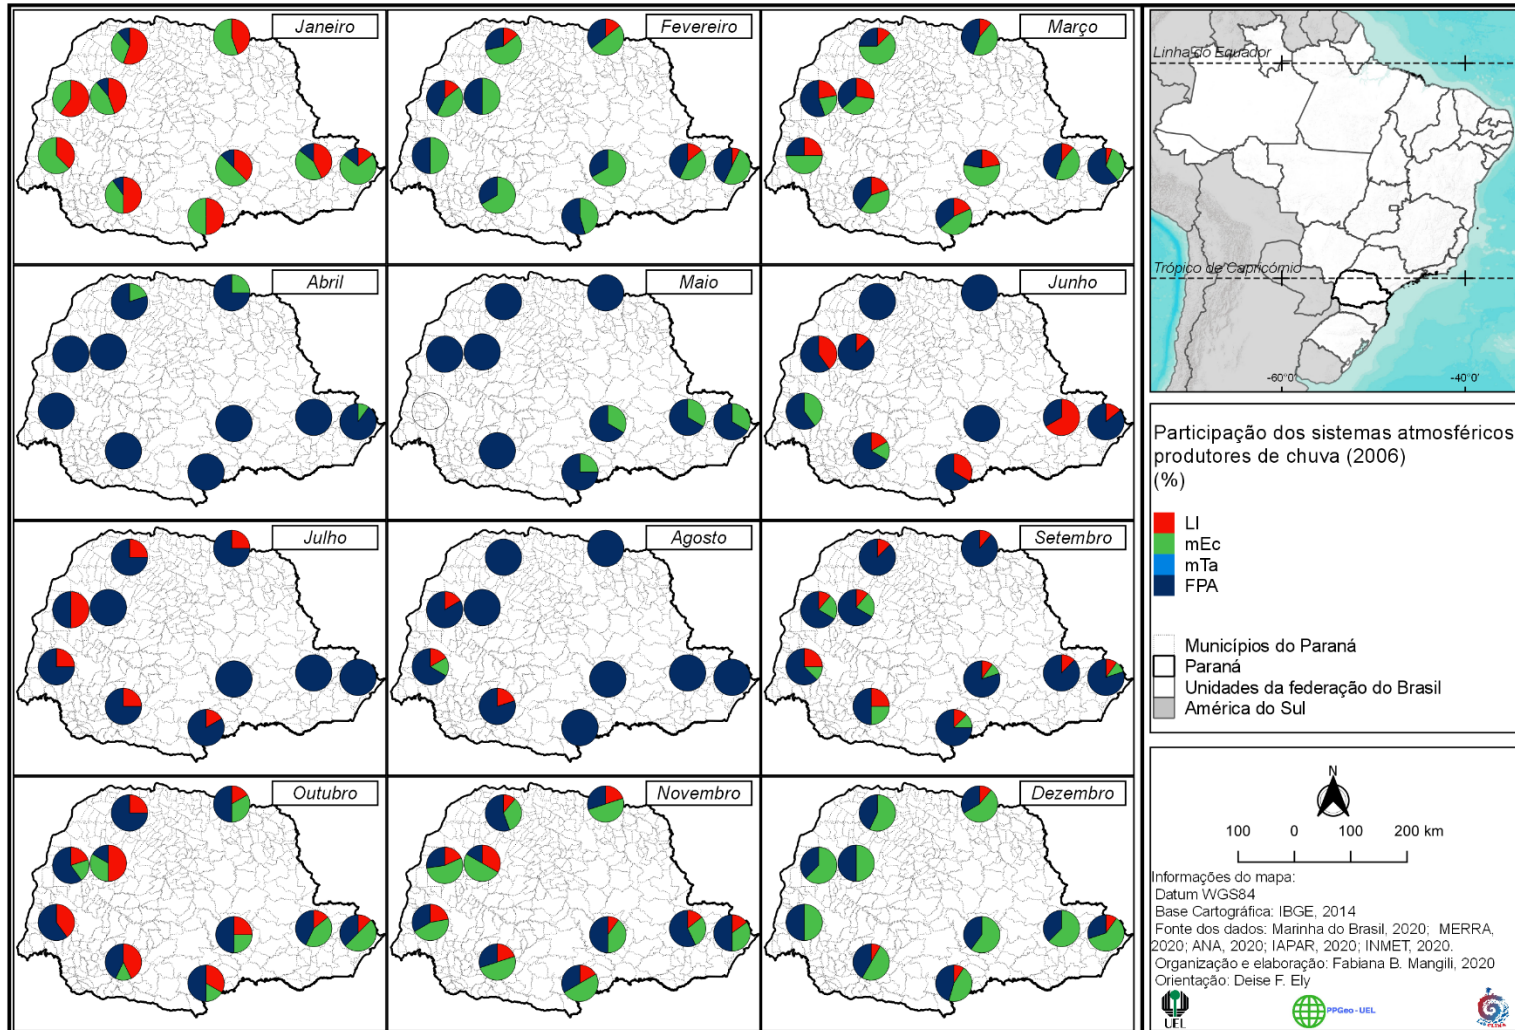 Janeiro
Fevereiro
Março
Abril
Maio
Junho
Julho
Agosto
Setembro
Outubro
Novembro
Dezembro
Linha do Equador
Trópico de Capricórnio
-60°0'
-40°0'
Participação dos sistemas atmosféricos
produtores de chuva (2006)
(%)
LI
mEc
mTa
FPA
Municípios do Paraná
Paraná
Unidades da federação do Brasil
América do Sul
N
100 0 100 200 km
Informações do mapa:
Datum WGS84
Base Cartográfica: IBGE, 2014
Fonte dos dados: Marinha do Brasil, 2020; MERRA,
2020; ANA, 2020; IAPAR, 2020; INMET, 2020.
Organização e elaboração: Fabiana B. Mangili, 2020
Orientação: Deise F. Ely
UEL
PPGeo - UEL